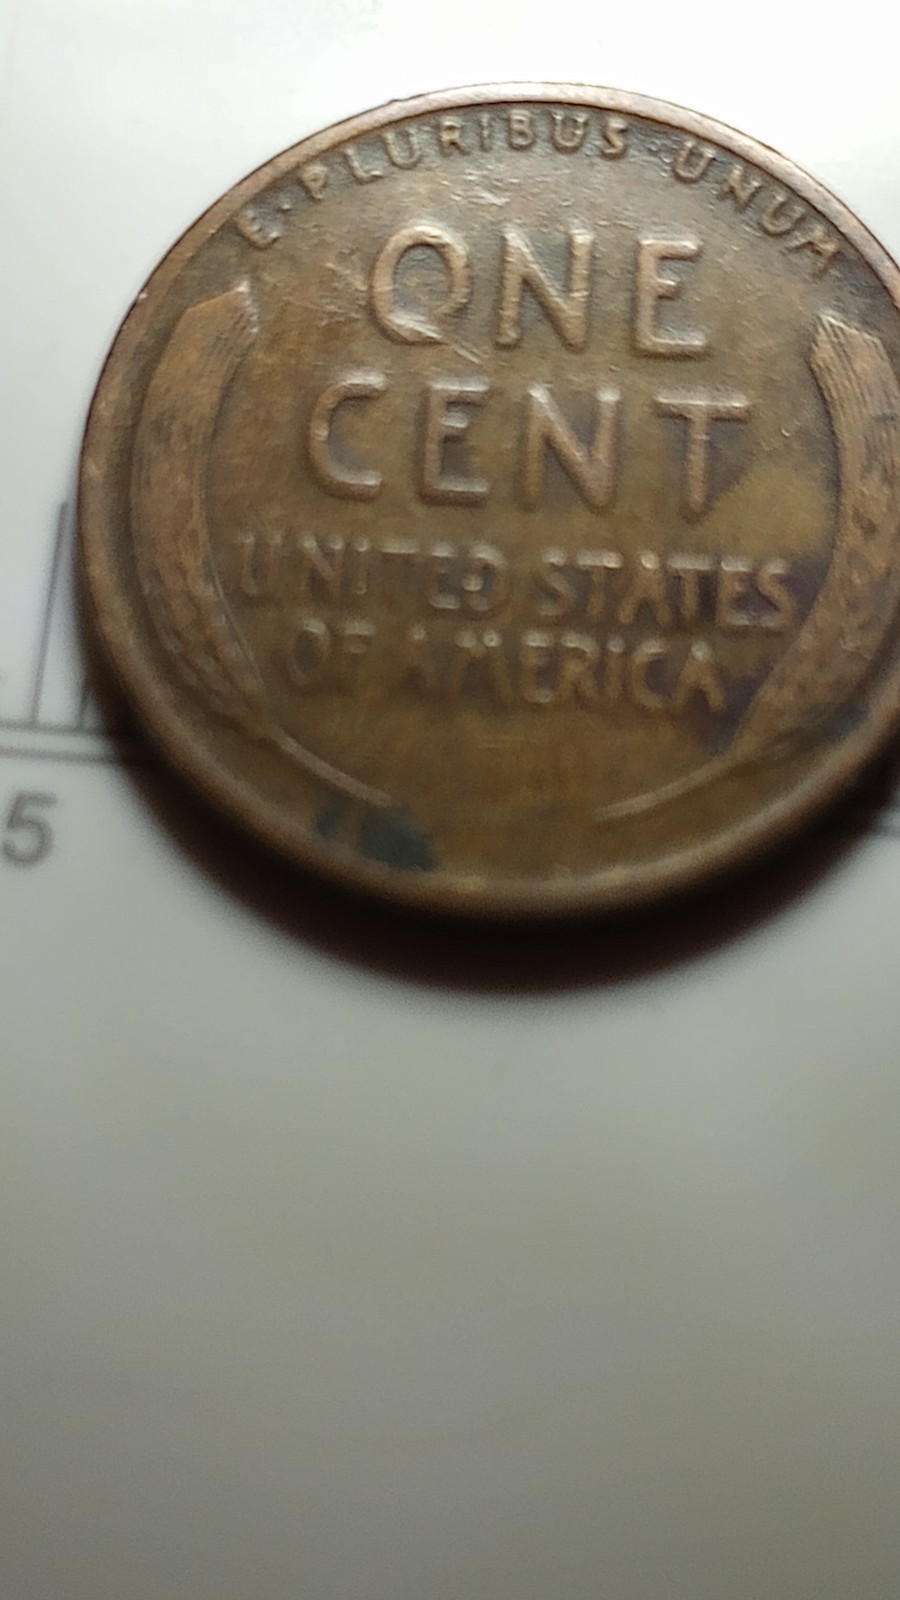 E·PLURIBUS·UNUM
ONE
CENT
UNITED STATES
OF AMERICA
5